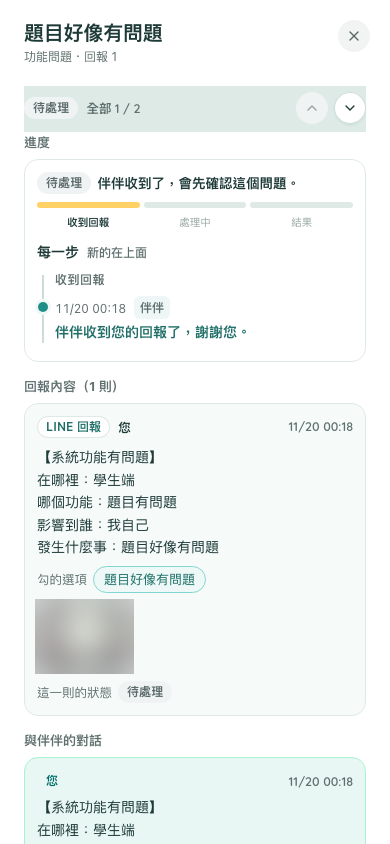 題目好像有問題
功能問題・回報 1
待處理 全部 1 / 2
進度
待處理 伴伴收到了，會先確認這個問題。
收到回報 處理中 結果
每一步 新的在上面
收到回報
11/20 00:18 伴伴
伴伴收到您的回報了，謝謝您。
回報內容（1 則）
LINE 回報 您 11/20 00:18
【系統功能有問題】
在哪裡：學生端
哪個功能：題目有問題
影響到誰：我自己
發生什麼事：題目好像有問題
勾的選項 題目好像有問題
這一則的狀態 待處理
與伴伴的對話
您 11/20 00:18
【系統功能有問題】
在哪裡：學生端